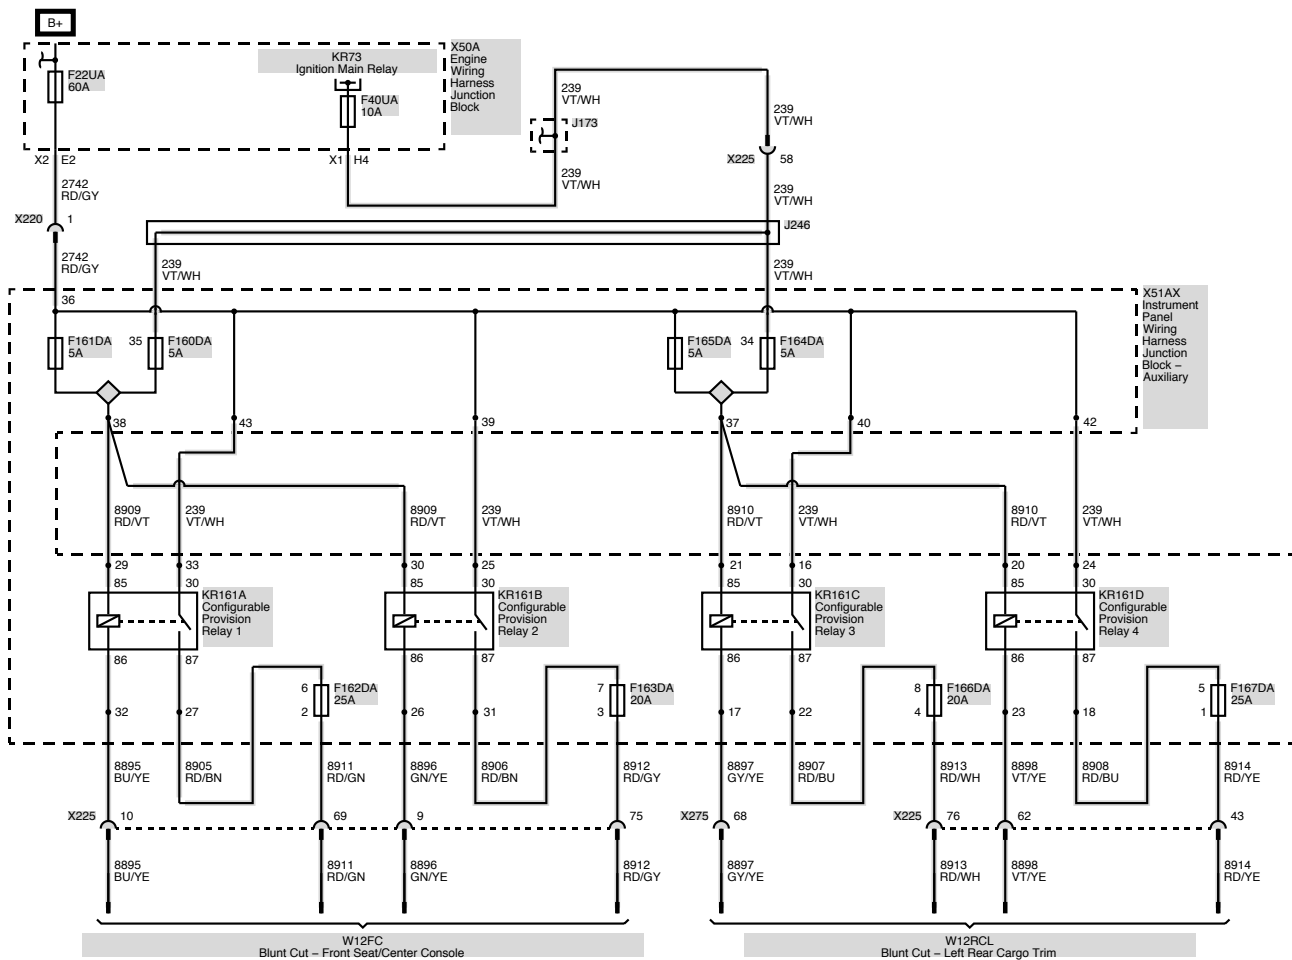 B+
X50A
Engine
Wiring
Harness
Junction
Block
KR73
Ignition Main Relay
F22UA
60A
F40UA
10A
239
VT/WH
J173
239
VT/WH
X2 E2
X1 H4
X225 58
239
VT/WH
2742
RD/GY
239
VT/WH
X220 1
J246
2742
RD/GY
239
VT/WH
239
VT/WH
36
X51AX
Instrument
Panel
Wiring
Harness
Junction
Block –
Auxiliary
F161DA
5A
35 F160DA
5A
F165DA
5A
34 F164DA
5A
38 43 39 37 40 42
8909
RD/VT
239
VT/WH
8909
RD/VT
239
VT/WH
8910
RD/VT
239
VT/WH
8910
RD/VT
239
VT/WH
29 33 30 25 21 16 20 24
85 30 85 30 85 30 85 30
KR161A
Configurable
Provision
Relay 1
KR161B
Configurable
Provision
Relay 2
KR161C
Configurable
Provision
Relay 3
KR161D
Configurable
Provision
Relay 4
86 87 86 87 86 87 86 87
6 F162DA
25A
2
7 F163DA
20A
3
8 F166DA
20A
4
5 F167DA
25A
1
32 27 26 31 17 22 23 18
8895
BU/YE
8905
RD/BN
8911
RD/GN
8896
GN/YE
8906
RD/BN
8912
RD/GY
8897
GY/YE
8907
RD/BU
8913
RD/WH
8898
VT/YE
8908
RD/BU
8914
RD/YE
X225 10 69 9 75 X275 68 X225 76 62 43
8895
BU/YE
8911
RD/GN
8896
GN/YE
8912
RD/GY
8897
GY/YE
8913
RD/WH
8898
VT/YE
8914
RD/YE
W12FC
Blunt Cut – Front Seat/Center Console
W12RCL
Blunt Cut – Left Rear Cargo Trim